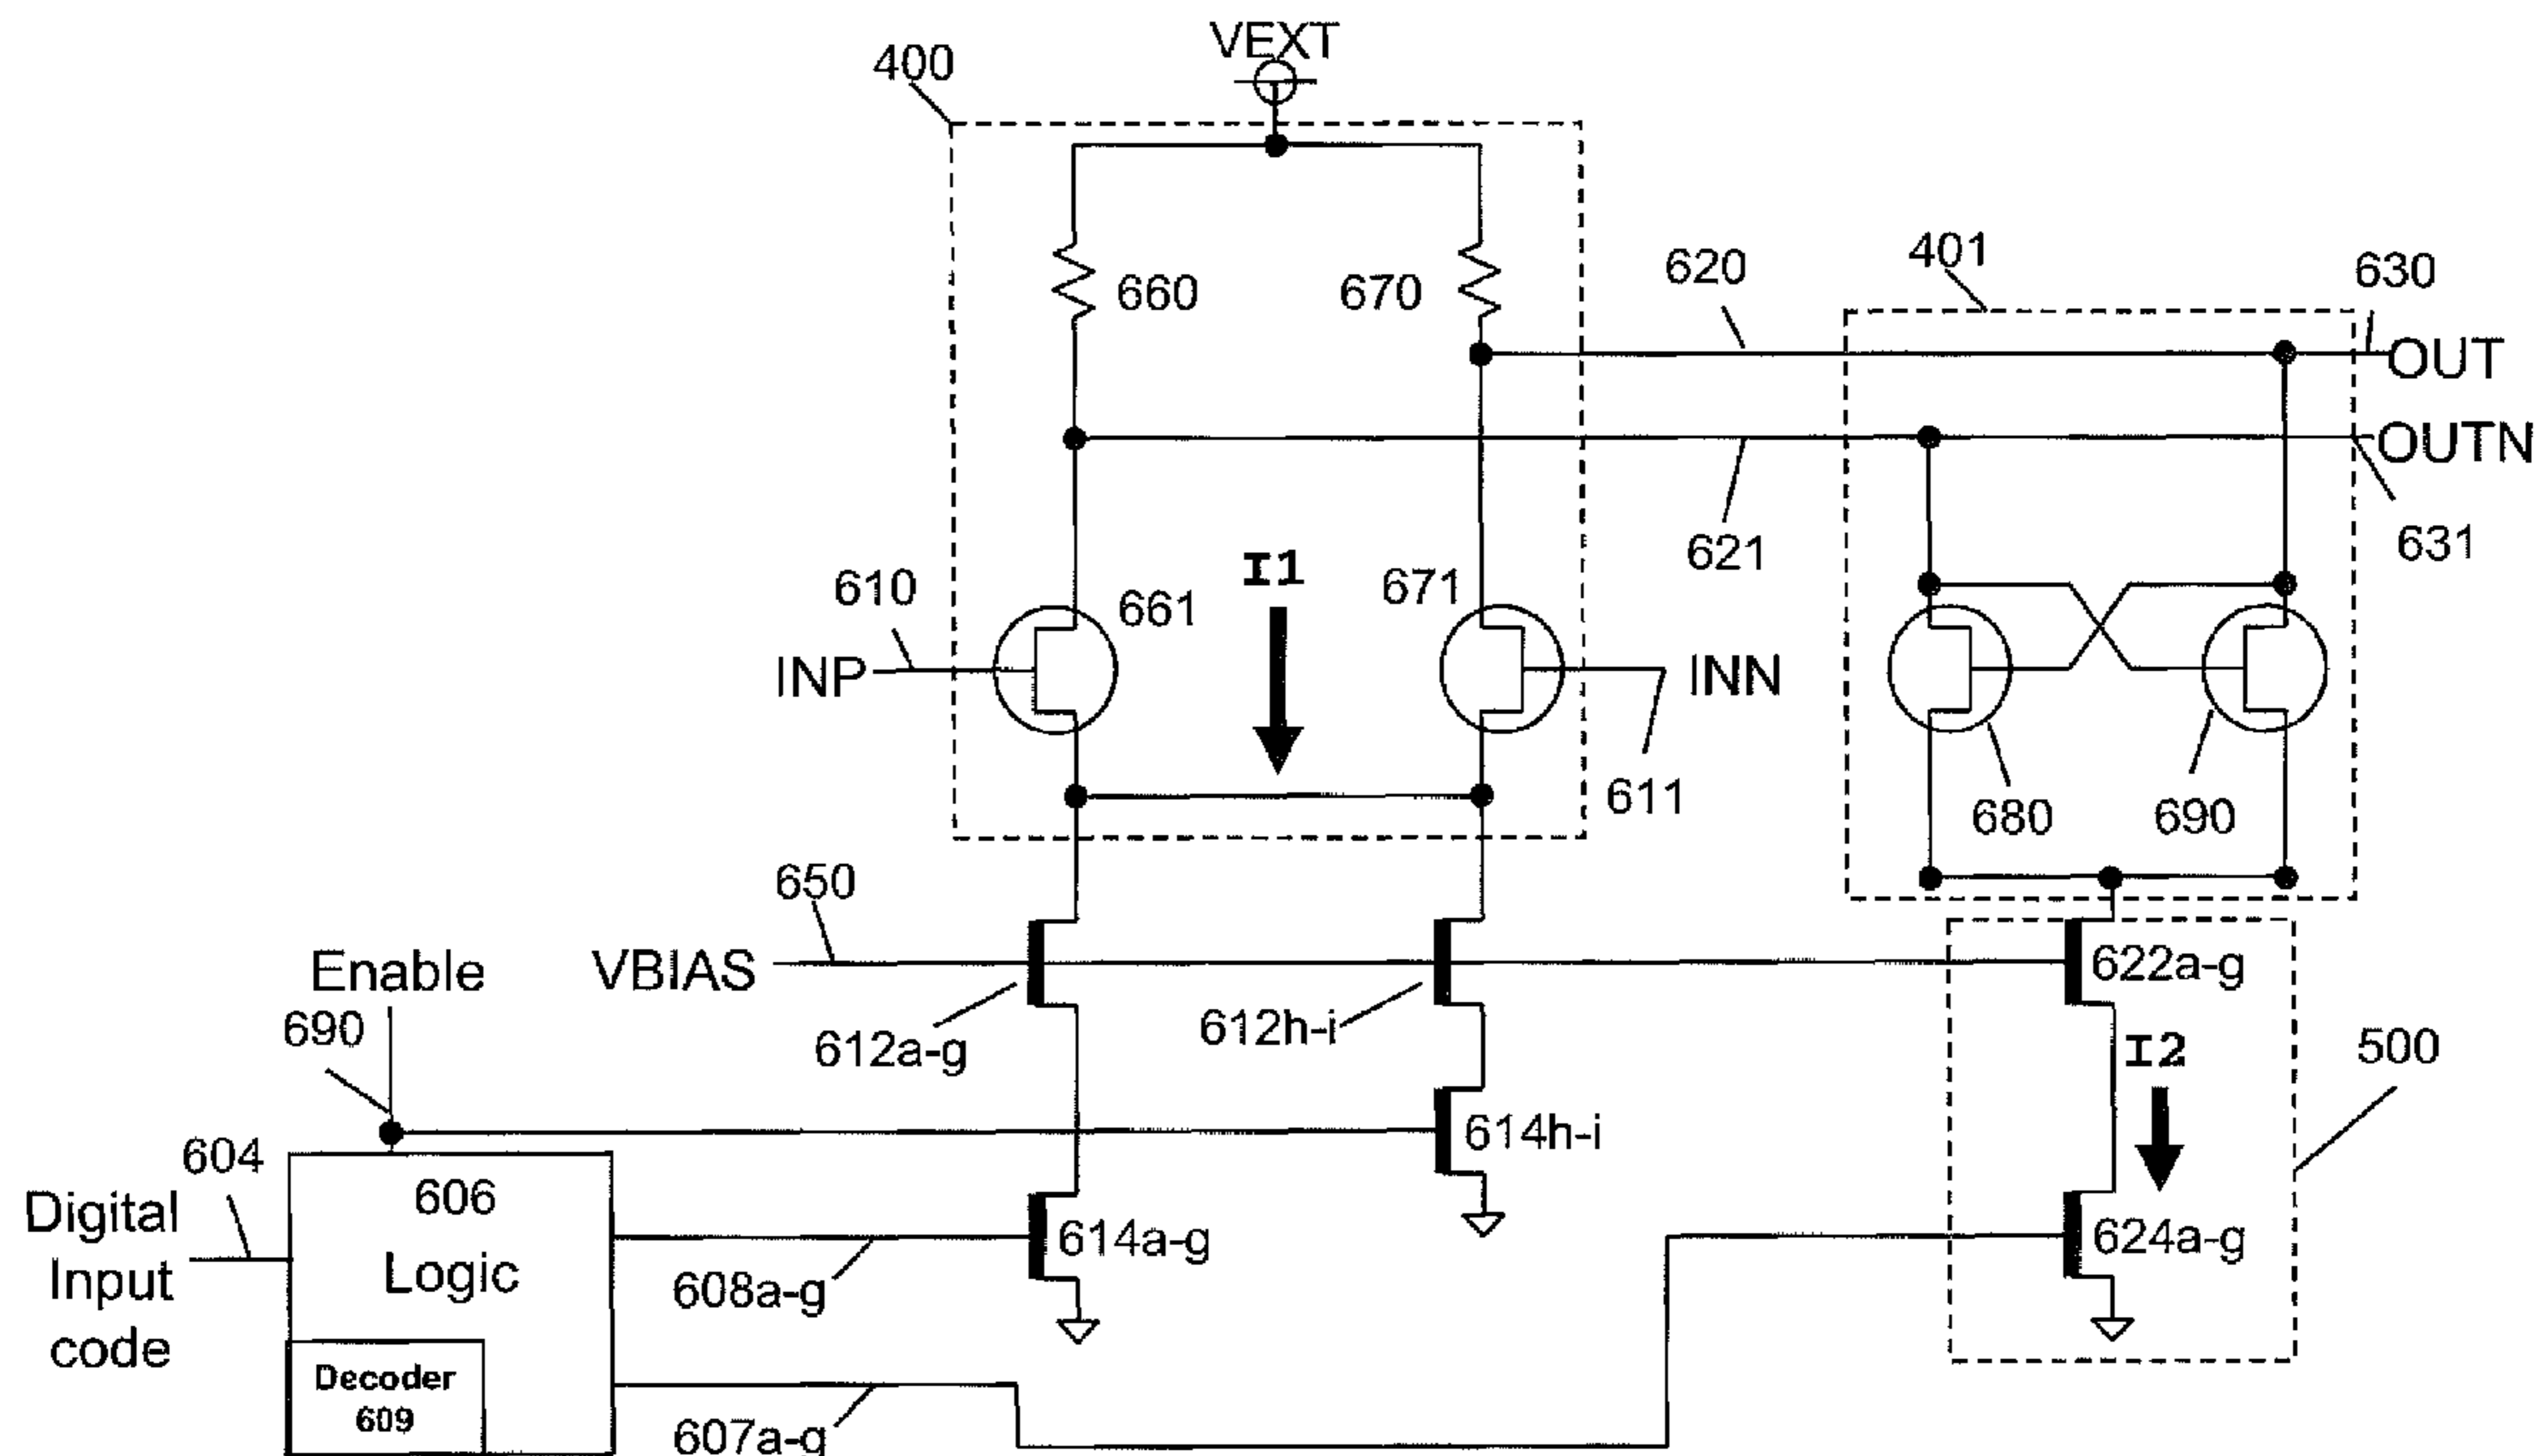 VEXT
400
660
670
620
401
630
OUT
OUTN
631
621
I1
610
661
671
INP
INN
611
680
690
650
VBIAS
Enable
690
612a-g
612h-i
622a-g
I2
500
604
Digital
Input
code
606
Logic
614h-i
614a-g
608a-g
624a-g
Decoder
609
607a-g